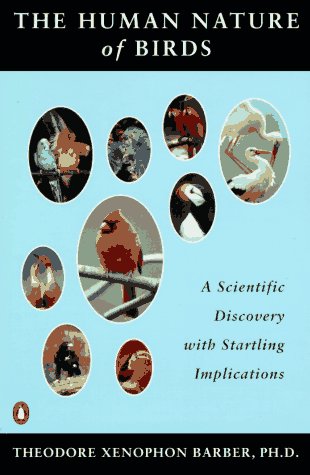 THE HUMAN NATURE
of BIRDS
A Scientific
Discovery
with Startling
Implications
THEODORE XENOPHON BARBER, PH.D.